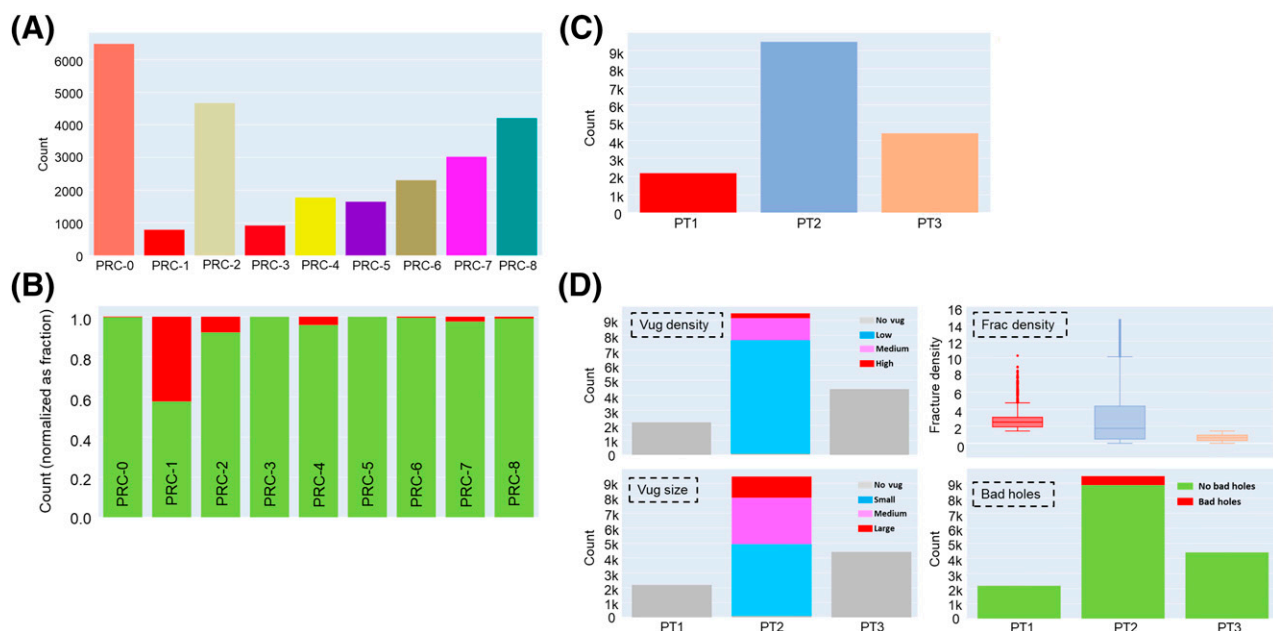 (A)
6000
5000
4000
3000
2000
1000
0
Count
PRC-0
PRC-1
PRC-2
PRC-3
PRC-4
PRC-5
PRC-6
PRC-7
PRC-8
(B)
1.0
0.8
0.6
0.4
0.2
0.0
Count (normalized as fraction)
PRC-0
PRC-1
PRC-2
PRC-3
PRC-4
PRC-5
PRC-6
PRC-7
PRC-8
(C)
9k
8k
7k
6k
5k
4k
3k
2k
1k
0
Count
PT1
PT2
PT3
(D)
Vug density
9k
8k
7k
6k
5k
4k
3k
2k
1k
0
Count
No vug
Low
Medium
High
Frac density
16
14
12
10
8
6
4
2
0
Fracture density
Vug size
9k
8k
7k
6k
5k
4k
3k
2k
1k
0
Count
No vug
Small
Medium
Large
PT1
PT2
PT3
Bad holes
9k
8k
7k
6k
5k
4k
3k
2k
1k
0
Count
No bad holes
Bad holes
PT1
PT2
PT3